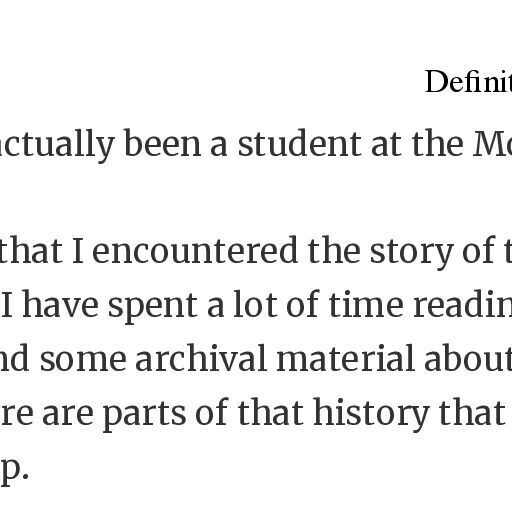 Definit
actually been a student at the Mo
that I encountered the story of t
I have spent a lot of time readin
nd some archival material about
re are parts of that history that
p.